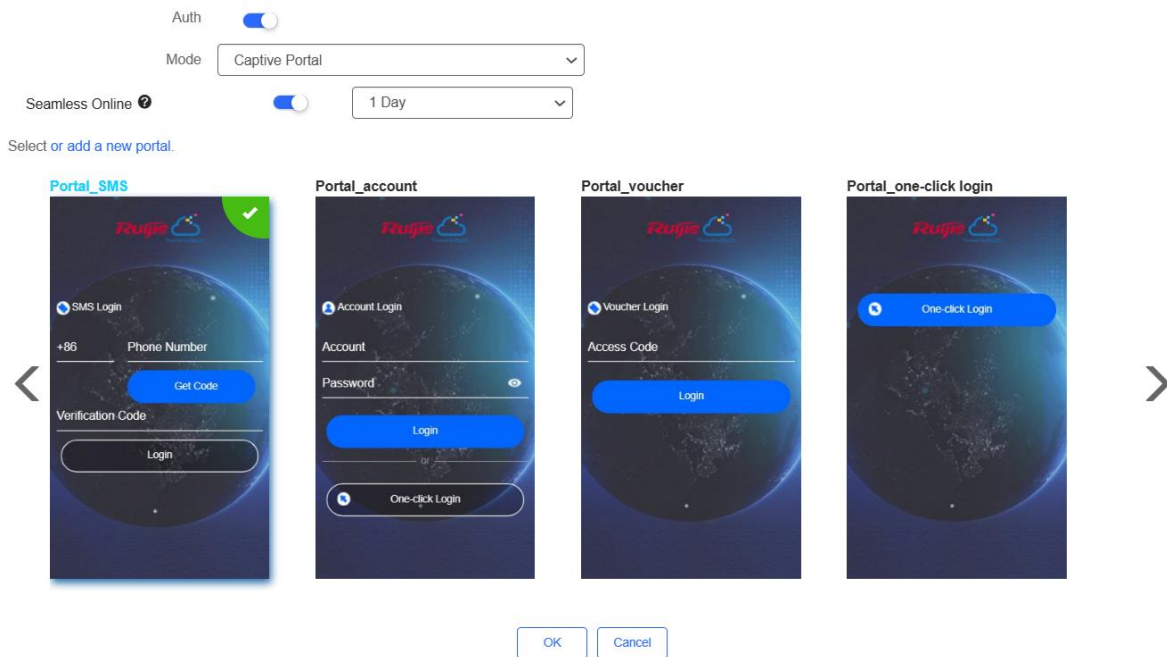 Auth
Mode Captive Portal
Seamless Online ? 1 Day
Select or add a new portal.
Portal_SMS
Ruijie
SMS Login
+86 Phone Number
Get Code
Verification Code
Login
Portal_account
Ruijie
Account Login
Account
Password
Login
or
One-click Login
Portal_voucher
Ruijie
Voucher Login
Access Code
Login
Portal_one-click login
Ruijie
One-click Login
OK Cancel